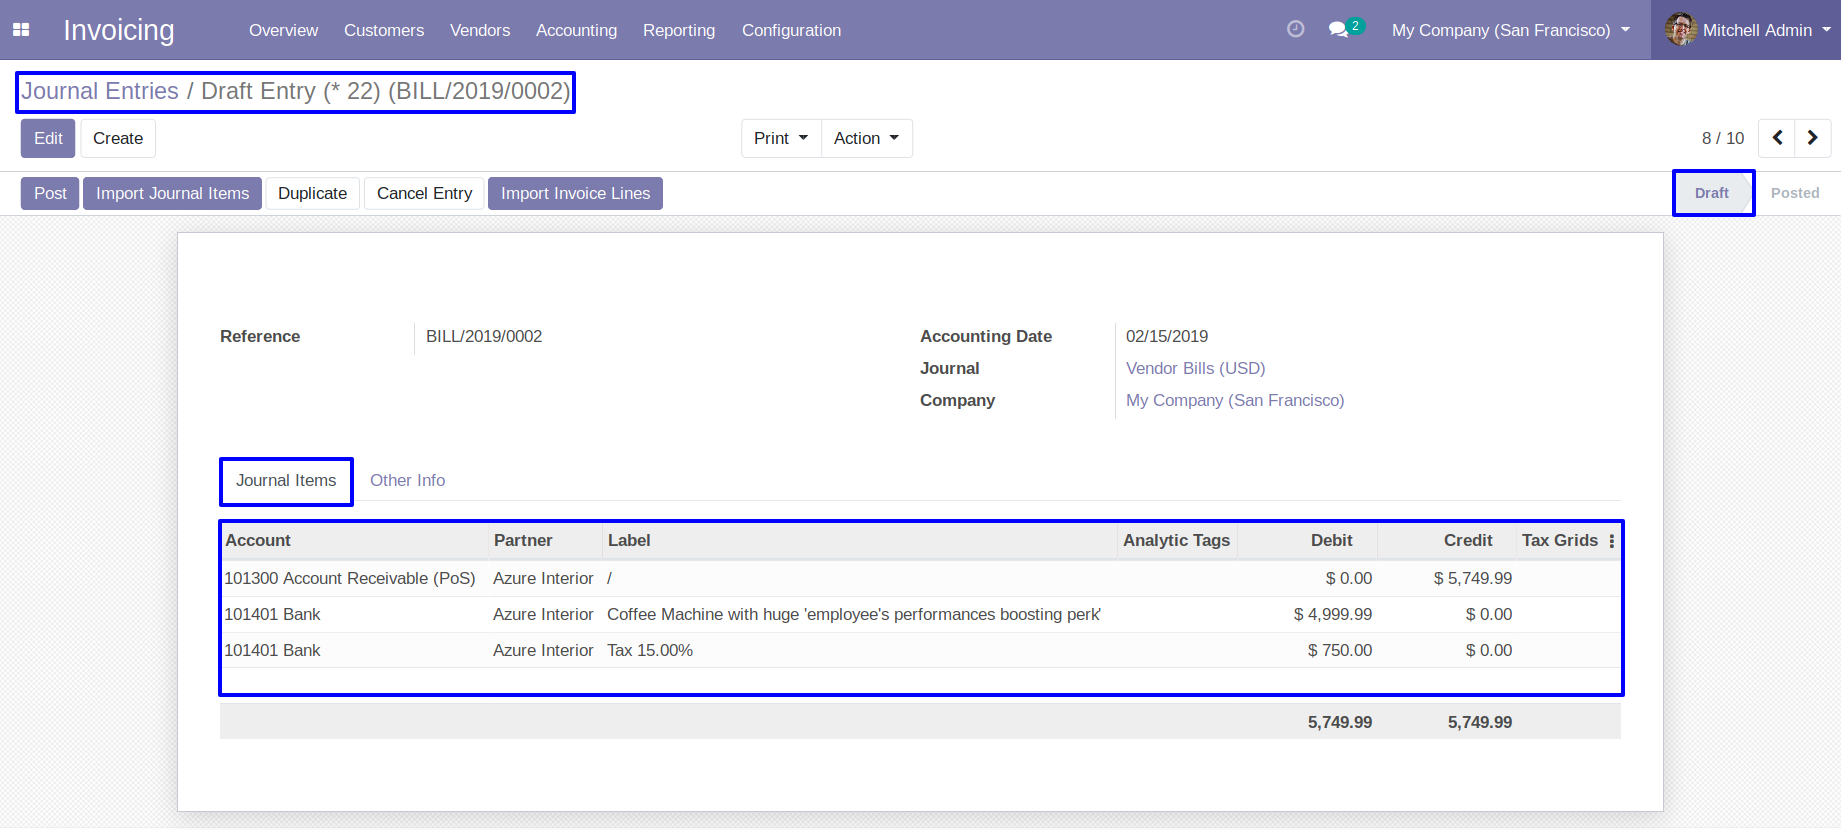 Invoicing Overview Customers Vendors Accounting Reporting Configuration 2 My Company (San Francisco) Mitchell Admin
Journal Entries / Draft Entry (* 22) (BILL/2019/0002)
Edit Create Print Action 8 / 10
Post Import Journal Items Duplicate Cancel Entry Import Invoice Lines Draft Posted
Reference BILL/2019/0002 Accounting Date 02/15/2019
Journal Vendor Bills (USD)
Company My Company (San Francisco)
Journal Items Other Info
Account Partner Label Analytic Tags Debit Credit Tax Grids
101300 Account Receivable (PoS) Azure Interior / $ 0.00 $ 5,749.99
101401 Bank Azure Interior Coffee Machine with huge 'employee's performances boosting perk' $ 4,999.99 $ 0.00
101401 Bank Azure Interior Tax 15.00% $ 750.00 $ 0.00
5,749.99 5,749.99